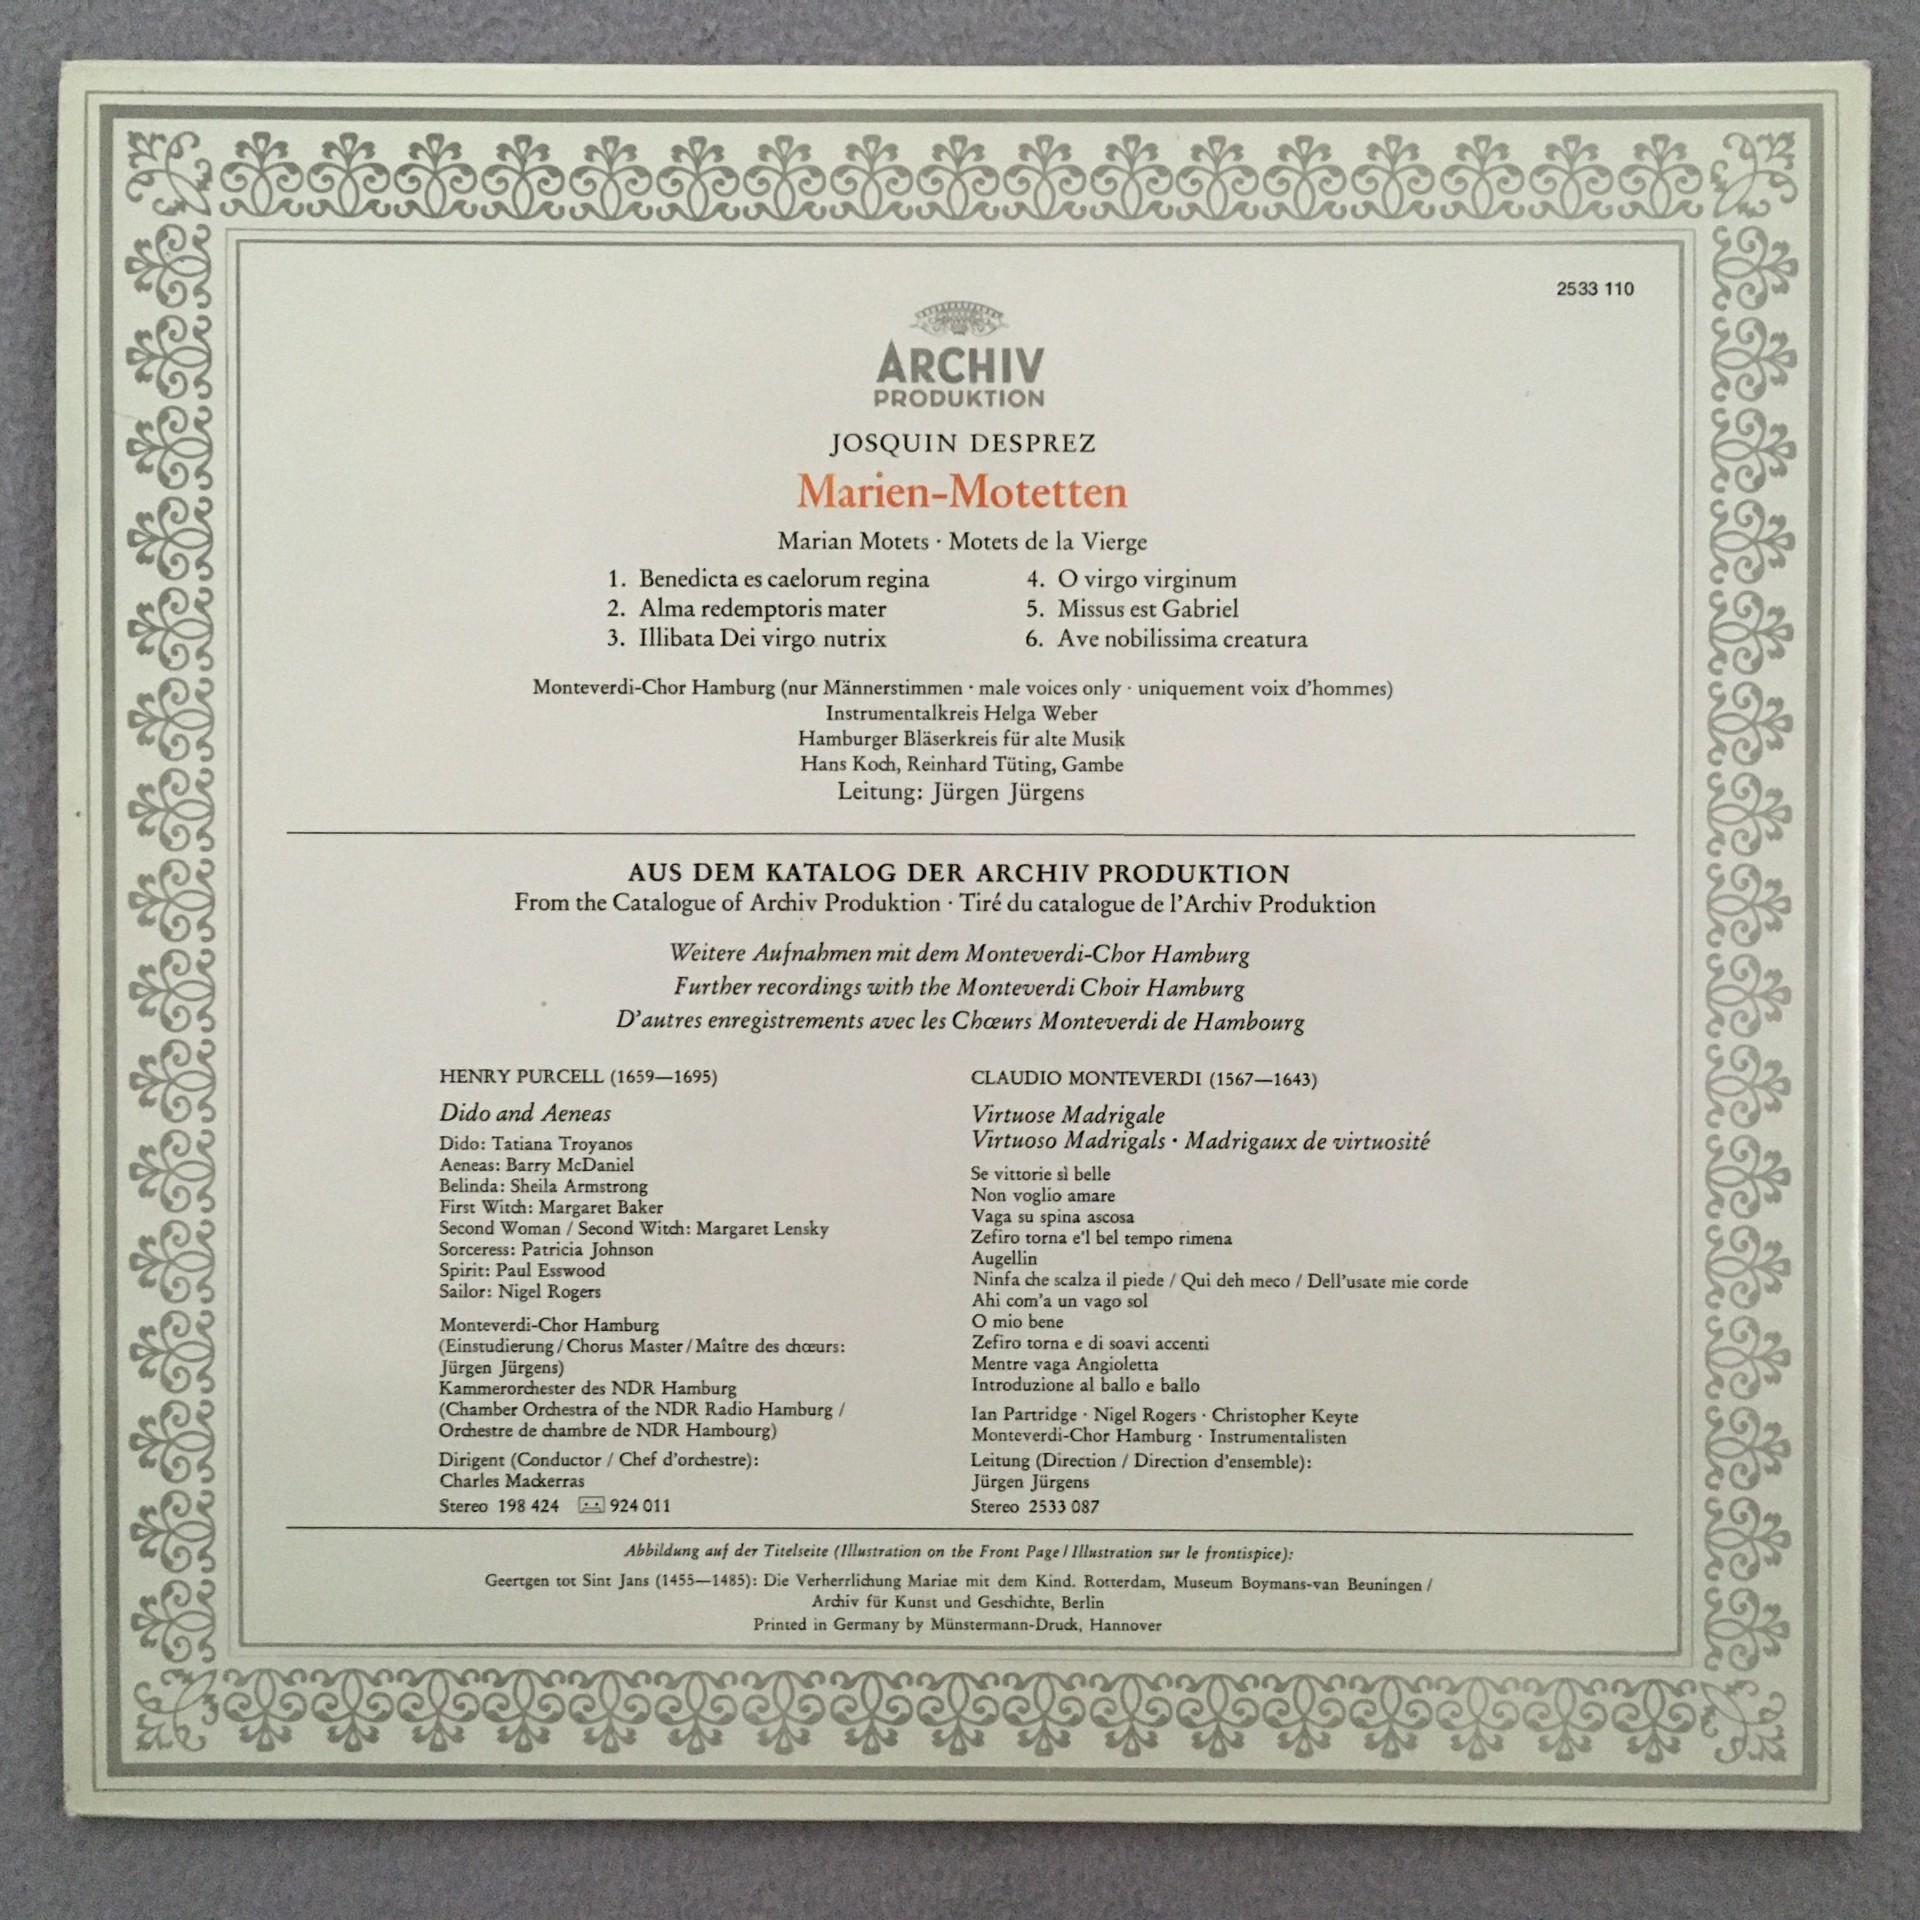 2533 110
ARCHIV
PRODUKTION
JOSQUIN DESPREZ
Marien-Motetten
Marian Motets · Motets de la Vierge
1. Benedicta es caelorum regina
2. Alma redemptoris mater
3. Illibata Dei virgo nutrix
4. O virgo virginum
5. Missus est Gabriel
6. Ave nobilissima creatura
Monteverdi-Chor Hamburg (nur Männerstimmen · male voices only · uniquement voix d'hommes)
Instrumentalkreis Helga Weber
Hamburger Bläserkreis für alte Musik
Hans Koch, Reinhard Tüting, Gambe
Leitung: Jürgen Jürgens
AUS DEM KATALOG DER ARCHIV PRODUKTION
From the Catalogue of Archiv Produktion · Tiré du catalogue de l'Archiv Produktion
Weitere Aufnahmen mit dem Monteverdi-Chor Hamburg
Further recordings with the Monteverdi Choir Hamburg
D'autres enregistrements avec les Chœurs Monteverdi de Hambourg
HENRY PURCELL (1659—1695)
Dido and Aeneas
Dido: Tatiana Troyanos
Aeneas: Barry McDaniel
Belinda: Sheila Armstrong
First Witch: Margaret Baker
Second Woman / Second Witch: Margaret Lensky
Sorceress: Patricia Johnson
Spirit: Paul Esswood
Sailor: Nigel Rogers
Monteverdi-Chor Hamburg
(Einstudierung / Chorus Master / Maître des chœurs:
Jürgen Jürgens)
Kammerorchester des NDR Hamburg
(Chamber Orchestra of the NDR Radio Hamburg /
Orchestre de chambre de NDR Hambourg)
Dirigent (Conductor / Chef d'orchestre):
Charles Mackerras
Stereo 198 424 924 011
CLAUDIO MONTEVERDI (1567—1643)
Virtuose Madrigale
Virtuoso Madrigals · Madrigaux de virtuosité
Se vittorie sì belle
Non voglio amare
Vaga su spina ascosa
Zefiro torna e'l bel tempo rimena
Augellin
Ninfa che scalza il piede / Qui deh meco / Dell'usate mie corde
Ahi com'a un vago sol
O mio bene
Zefiro torna e di soavi accenti
Mentre vaga Angioletta
Introduzione al ballo e ballo
Ian Partridge · Nigel Rogers · Christopher Keyte
Monteverdi-Chor Hamburg · Instrumentalisten
Leitung (Direction / Direction d'ensemble):
Jürgen Jürgens
Stereo 2533 087
Abbildung auf der Titelseite (Illustration on the Front Page / Illustration sur le frontispice):
Geertgen tot Sint Jans (1455—1485): Die Verherrlichung Mariae mit dem Kind. Rotterdam, Museum Boymans-van Beuningen /
Archiv für Kunst und Geschichte, Berlin
Printed in Germany by Münstermann-Druck, Hannover